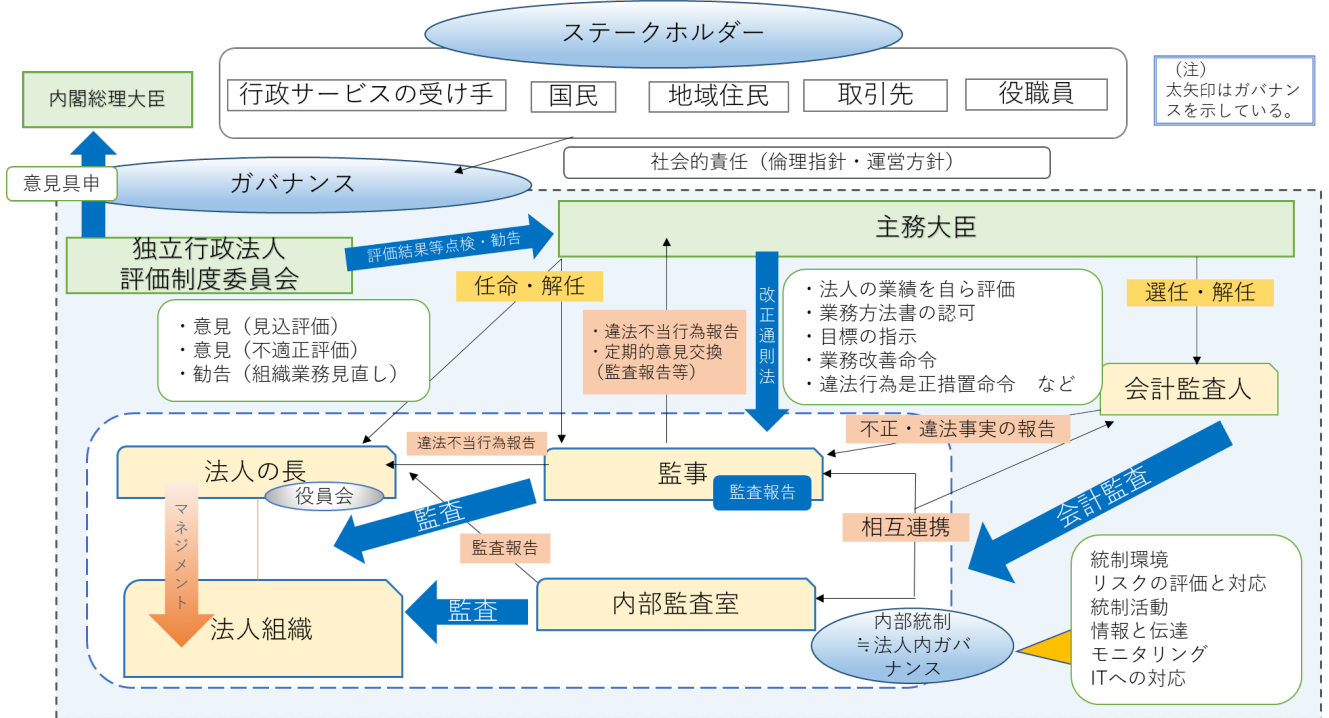 ステークホルダー
行政サービスの受け手
国民
地域住民
取引先
役職員
（注）
太矢印はガバナン
スを示している。
内閣総理大臣
意見具申
ガバナンス
社会的責任（倫理指針・運営方針）
独立行政法人
評価制度委員会
評価結果等点検・勧告
主務大臣
・意見（見込評価）
・意見（不適正評価）
・勧告（組織業務見直し）
任命・解任
・違法不当行為報告
・定期的意見交換
（監査報告等）
改正通則法
・法人の業績を自ら評価
・業務方法書の認可
・目標の指示
・業務改善命令
・違法行為是正措置命令　など
選任・解任
会計監査人
不正・違法事実の報告
法人の長
役員会
違法不当行為報告
監事
監査報告
監査
会計監査
マネジメント
監査報告
相互連携
法人組織
監査
内部監査室
内部統制
≒法人内ガバ
ナンス
統制環境
リスクの評価と対応
統制活動
情報と伝達
モニタリング
ITへの対応